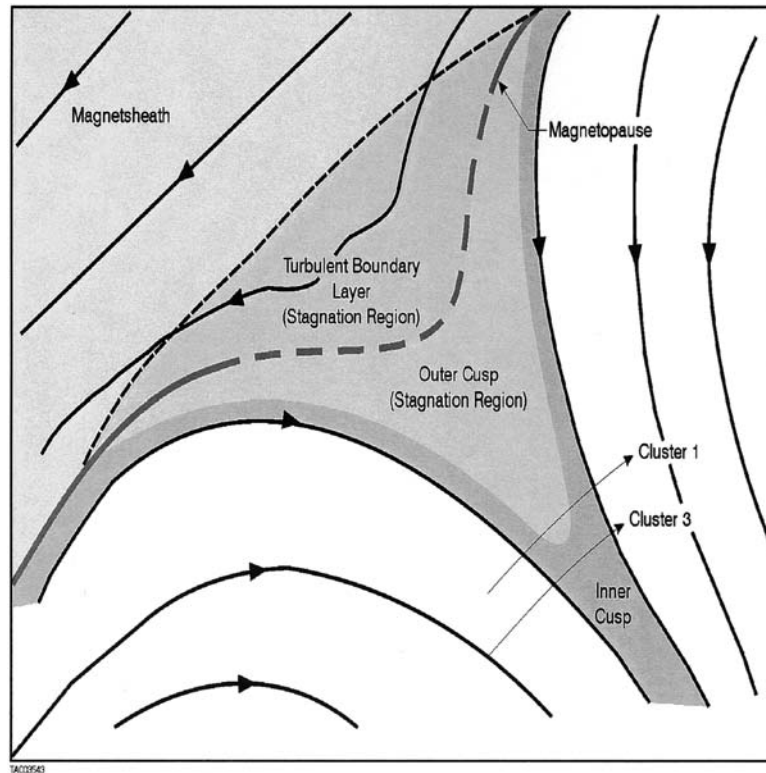 Magnetsheath
Magnetopause
Turbulent Boundary
Layer
(Stagnation Region)
Outer Cusp
(Stagnation Region)
Cluster 1
Cluster 3
Inner
Cusp
TAC03543